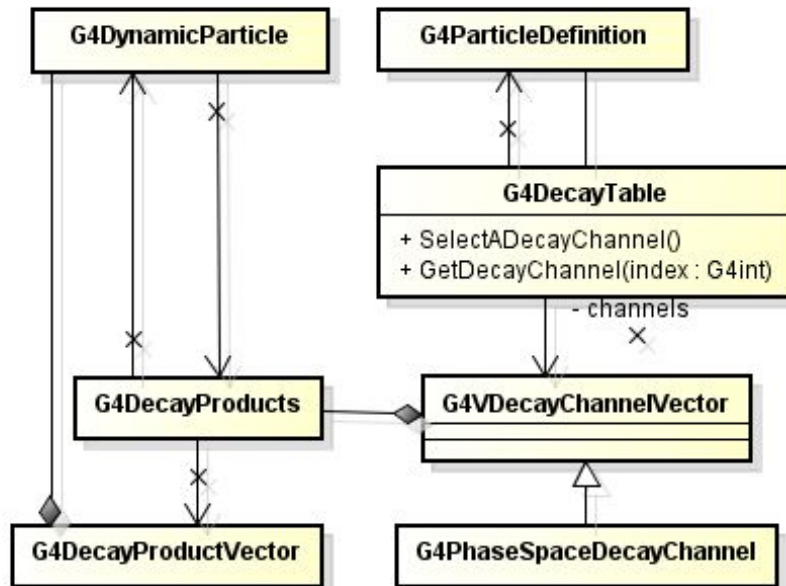 G4DynamicParticle
G4ParticleDefinition
G4DecayTable
+ SelectADecayChannel()
+ GetDecayChannel(index : G4int)
- channels
G4DecayProducts
G4VDecayChannelVector
G4DecayProductVector
G4PhaseSpaceDecayChannel